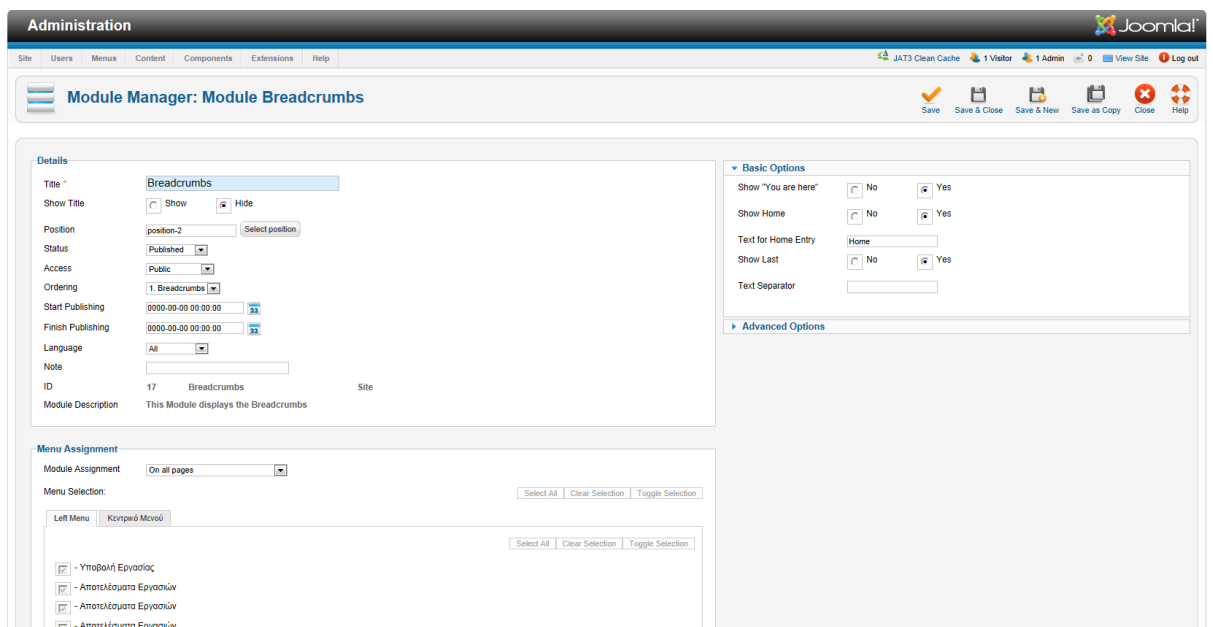 Administration
Joomla!
Site Users Menus Content Components Extensions Help
JAT3 Clean Cache 1 Visitor 1 Admin 0 View Site Log out
Module Manager: Module Breadcrumbs
Save Save & Close Save & New Save as Copy Close Help
Details
Title *
Breadcrumbs
Show Title Show Hide
Position position-2 Select position
Status Published
Access Public
Ordering 1. Breadcrumbs
Start Publishing 0000-00-00 00:00:00 23
Finish Publishing 0000-00-00 00:00:00 23
Language All
Note
ID 17 Breadcrumbs Site
Module Description This Module displays the Breadcrumbs
Basic Options
Show "You are here" No Yes
Show Home No Yes
Text for Home Entry Home
Show Last No Yes
Text Separator
Advanced Options
Menu Assignment
Module Assignment On all pages
Menu Selection: Select All Clear Selection Toggle Selection
Left Menu Κεντρικό Μενού
Select All Clear Selection Toggle Selection
- Υποβολή Εργασίας
- Αποτελέσματα Εργασιών
- Αποτελέσματα Εργασιών
- Αποτελέσματα Εργασιών